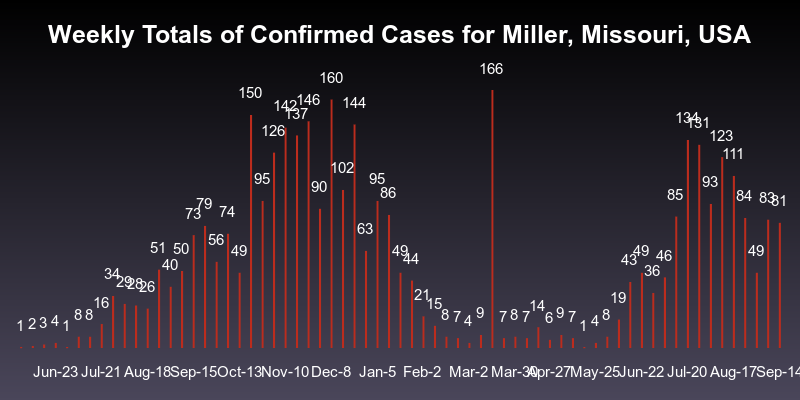 Weekly Totals of Confirmed Cases for Miller, Missouri, USA
1 2 3 4 1 8 8 16 34 29 28 26 51 40 50 73 79 56 74 49 150 95 126 142 137 146 90 160 102 144 63 95 86 49 44 21 15 8 7 4 9 166 7 8 7 14 6 9 7 1 4 8 19 43 49 36 46 85 134 131 93 123 111 84 49 83 81
Jun-23 Jul-21 Aug-18 Sep-15 Oct-13 Nov-10 Dec-8 Jan-5 Feb-2 Mar-2 Mar-30 Apr-27 May-25 Jun-22 Jul-20 Aug-17 Sep-14